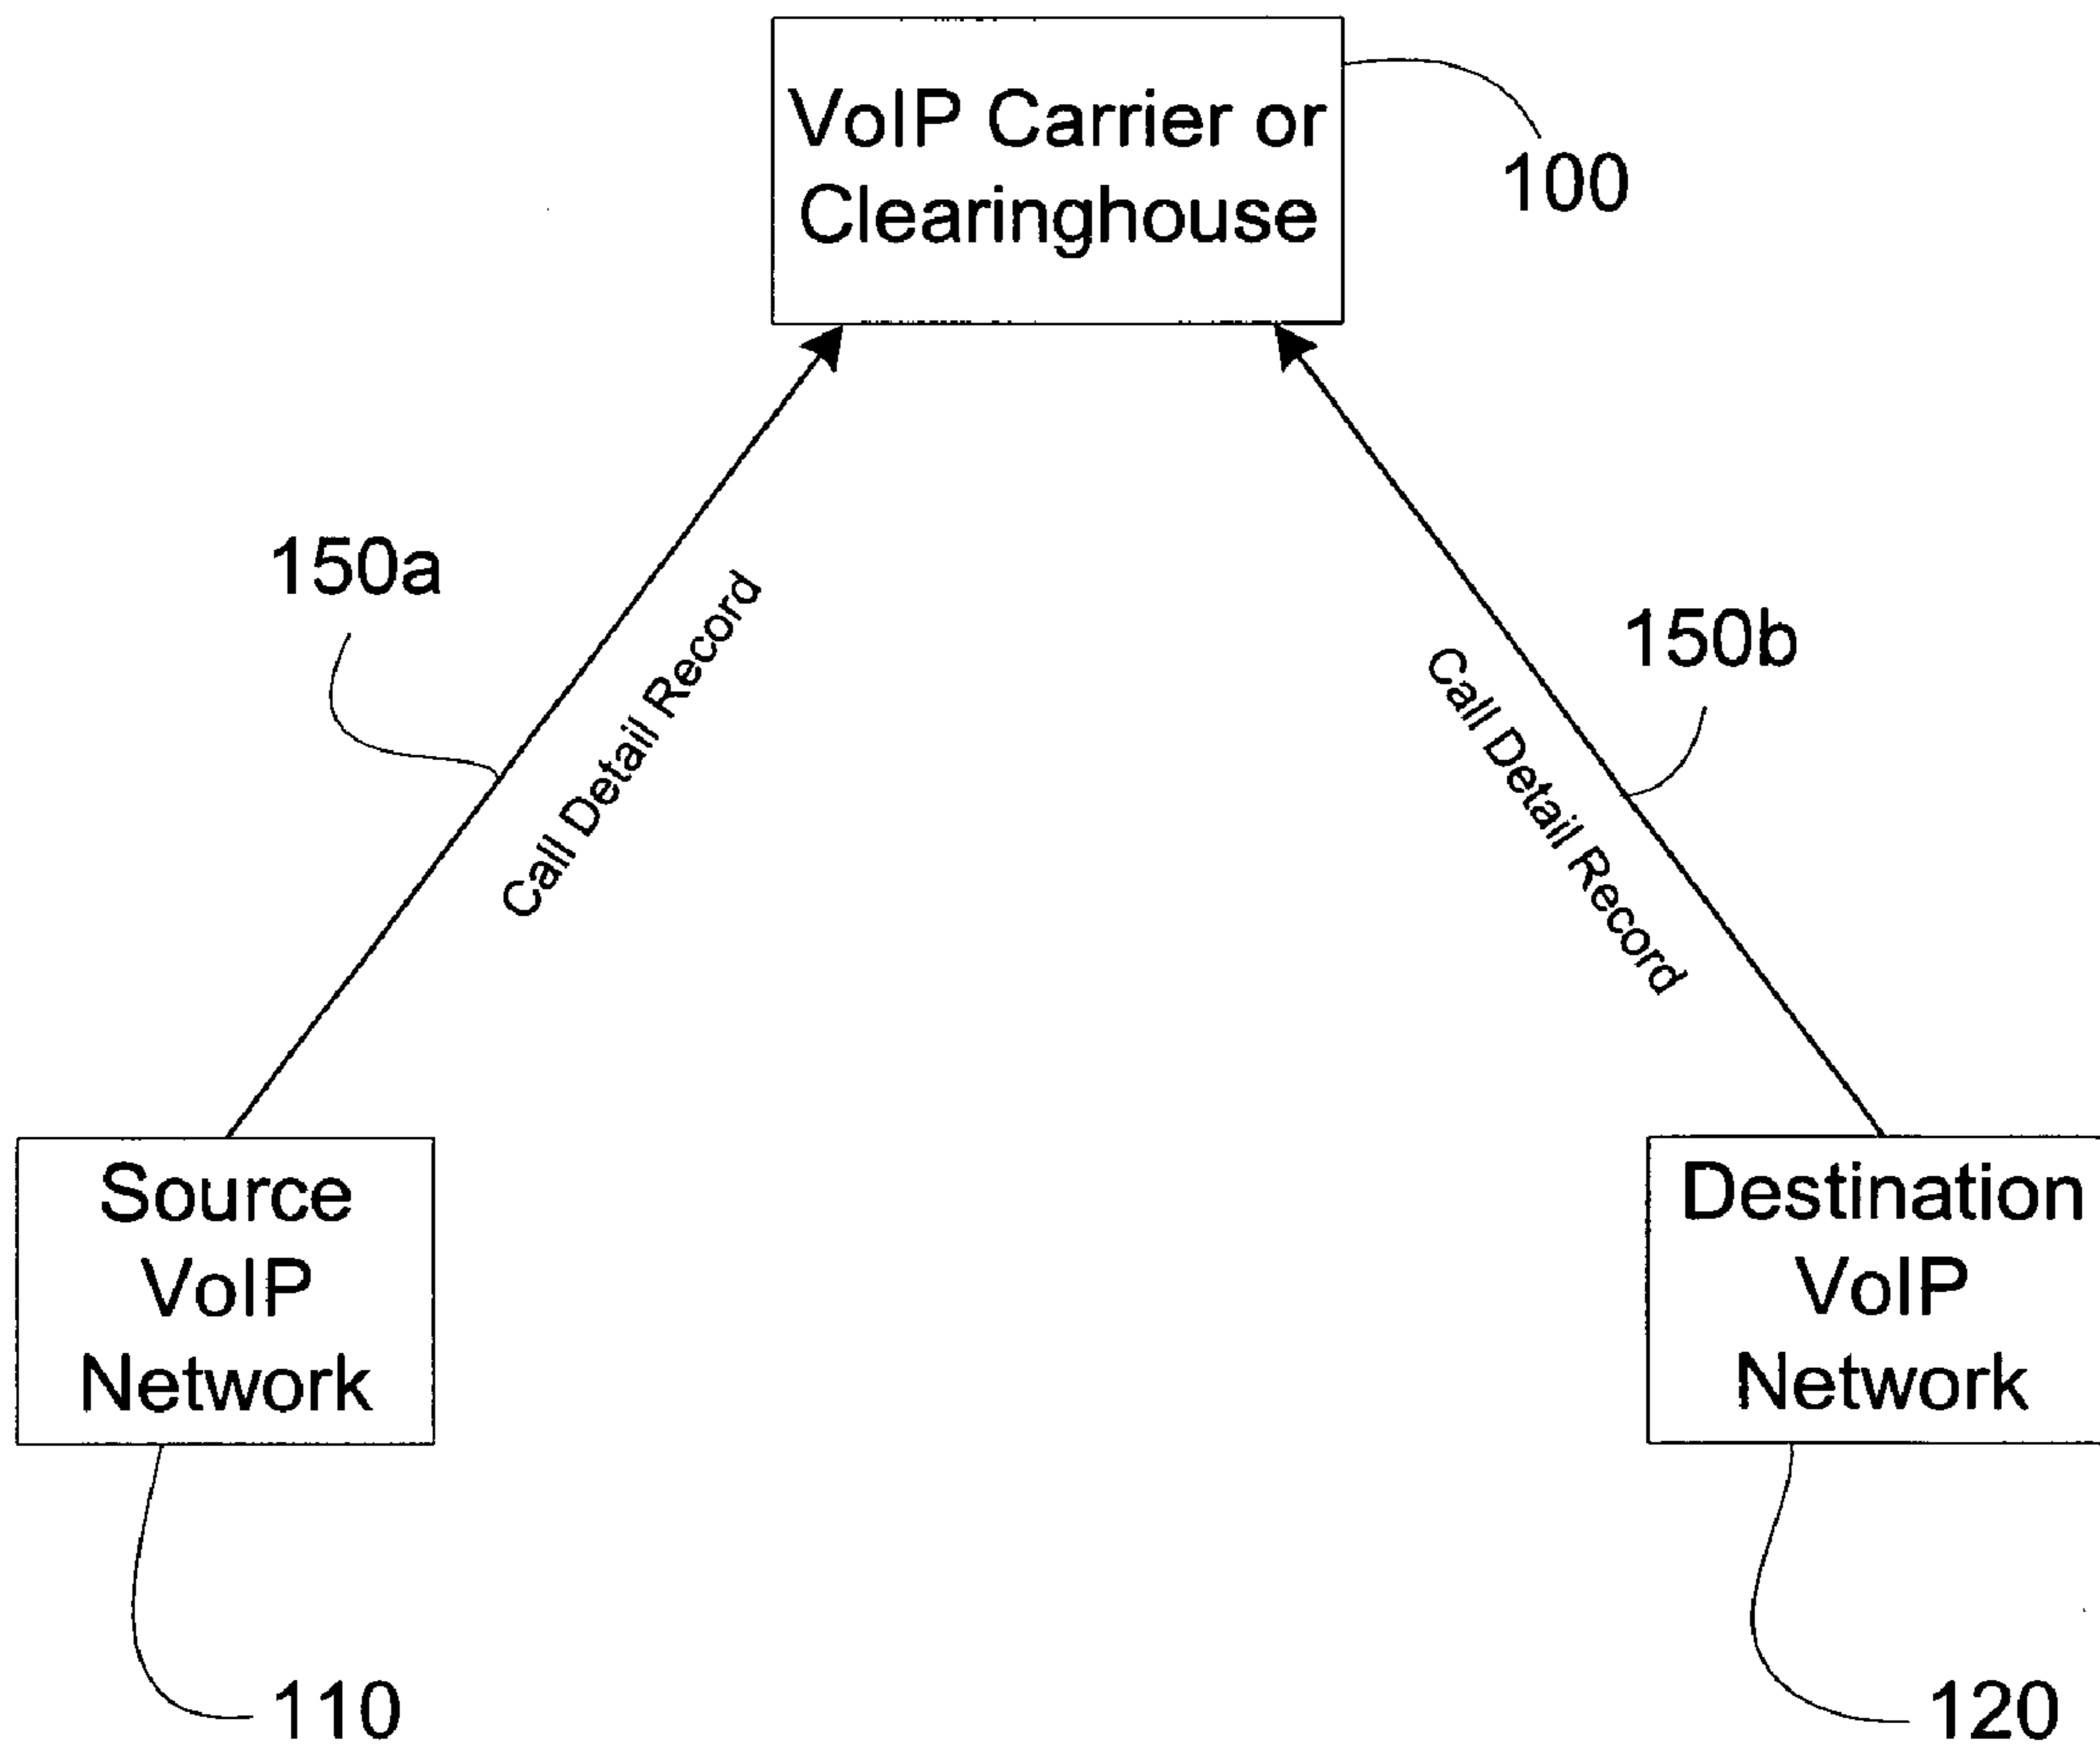 VoIP Carrier or
Clearinghouse
100
150a
Call Detail Record
150b
Call Detail Record
Source
VoIP
Network
Destination
VoIP
Network
110
120